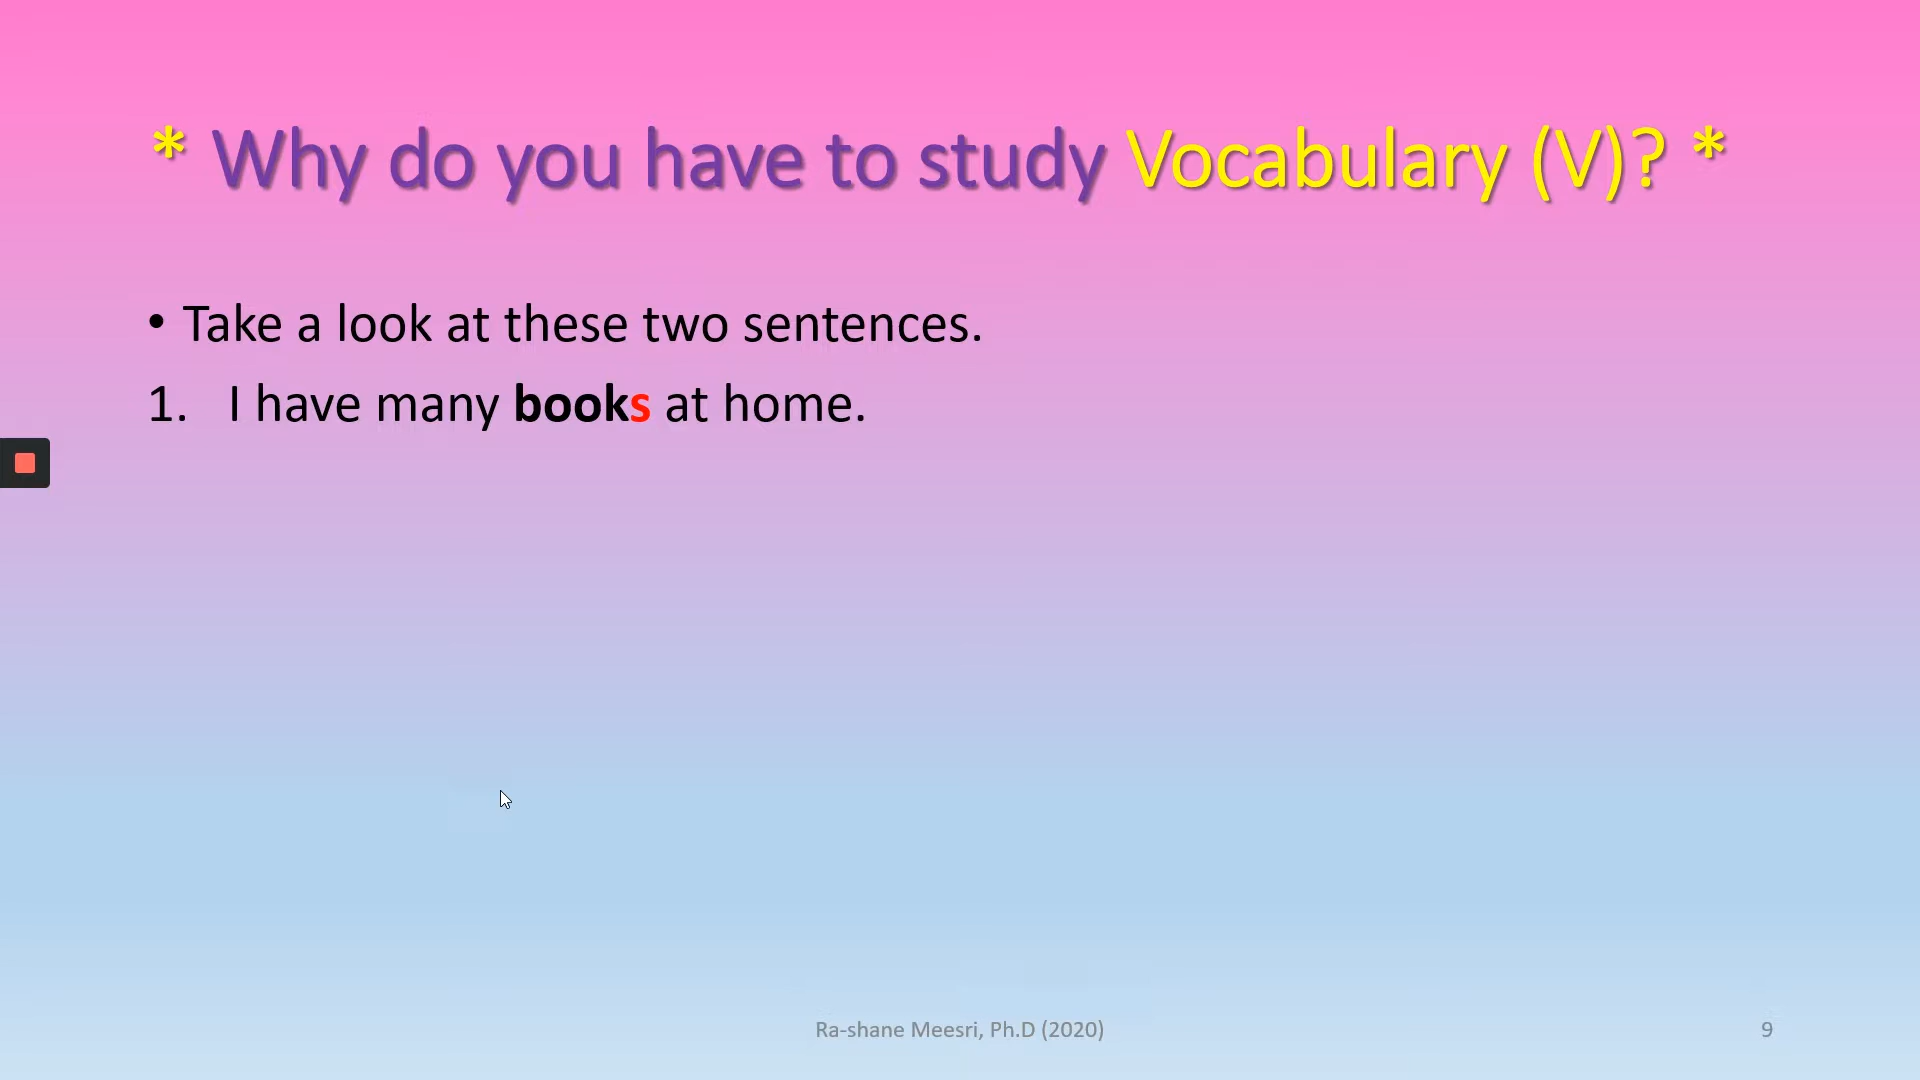 * Why do you have to study Vocabulary (V)? *
• Take a look at these two sentences.
1. I have many books at home.
Ra-shane Meesri, Ph.D (2020)
9